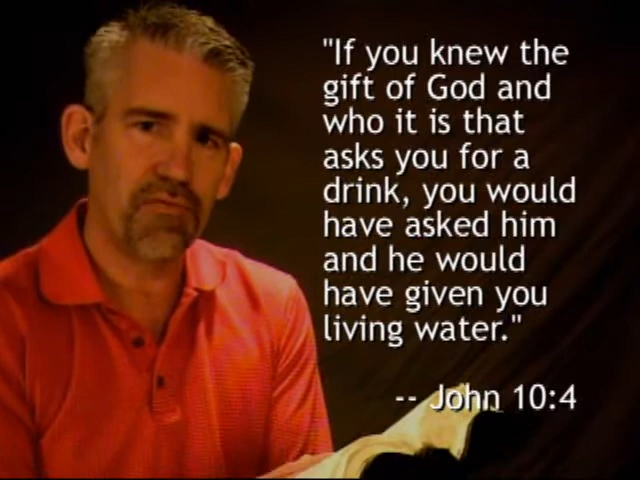 "If you knew the
gift of God and
who it is that
asks you for a
drink, you would
have asked him
and he would
have given you
living water."
-- John 10:4